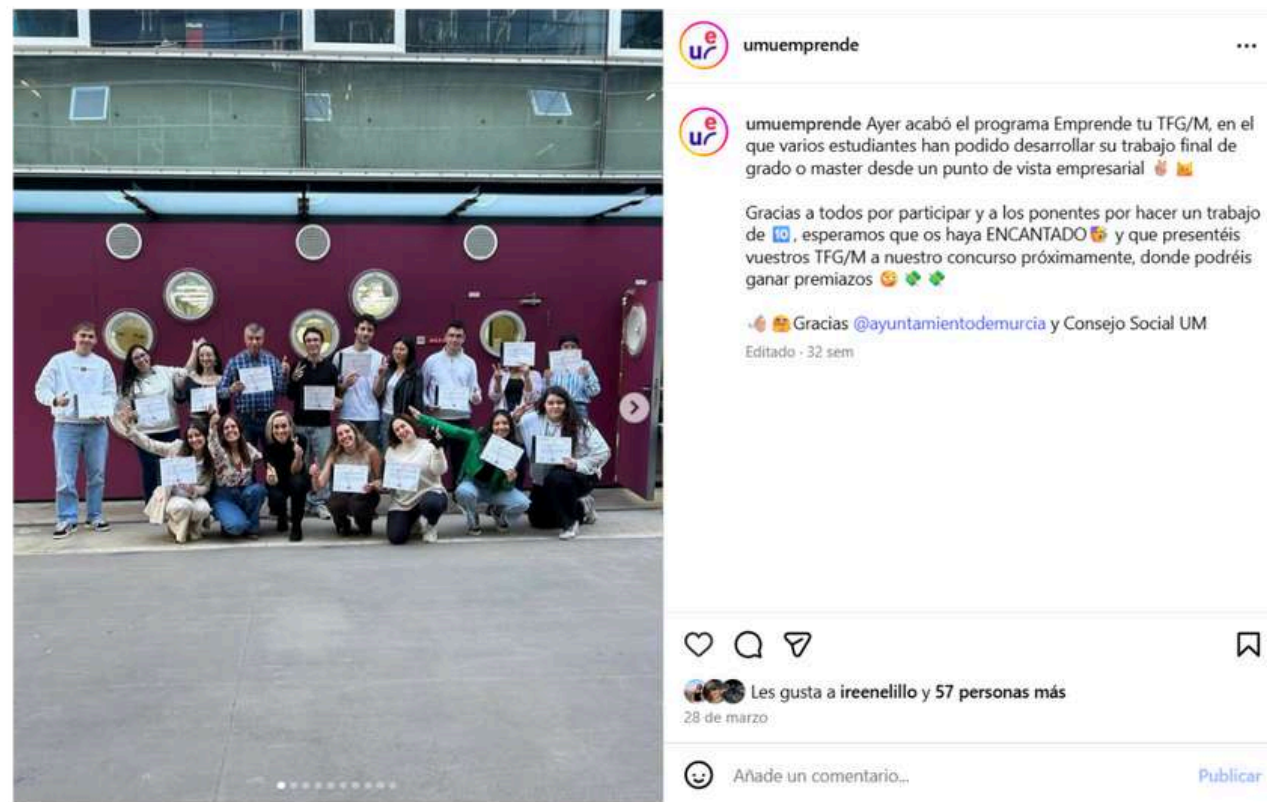 umuemprende
umuemprende Ayer acabó el programa Emprende tu TFG/M, en el
que varios estudiantes han podido desarrollar su trabajo final de
grado o master desde un punto de vista empresarial ✌🏻 😸
Gracias a todos por participar y a los ponentes por hacer un trabajo
de 🔟, esperamos que os haya ENCANTADO🥳 y que presentéis
vuestros TFG/M a nuestro concurso próximamente, donde podréis
ganar premiazos 🤩 💸 💸
🤗 Gracias @ayuntamientodemurcia y Consejo Social UM
Editado · 32 sem
Les gusta a ireenelillo y 57 personas más
28 de marzo
Añade un comentario...
Publicar